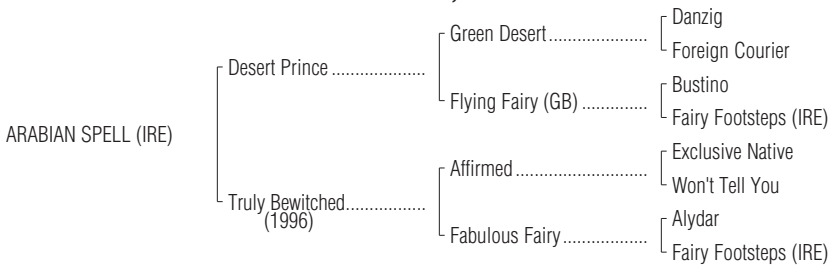 Danzig
Green Desert......................
Foreign Courier
Desert Prince ....................
Bustino
Flying Fairy (GB) ..............
Fairy Footsteps (IRE)
ARABIAN SPELL (IRE)
Exclusive Native
Affirmed ............................
Won't Tell You
Truly Bewitched.................
(1996)
Alydar
Fabulous Fairy..................
Fairy Footsteps (IRE)